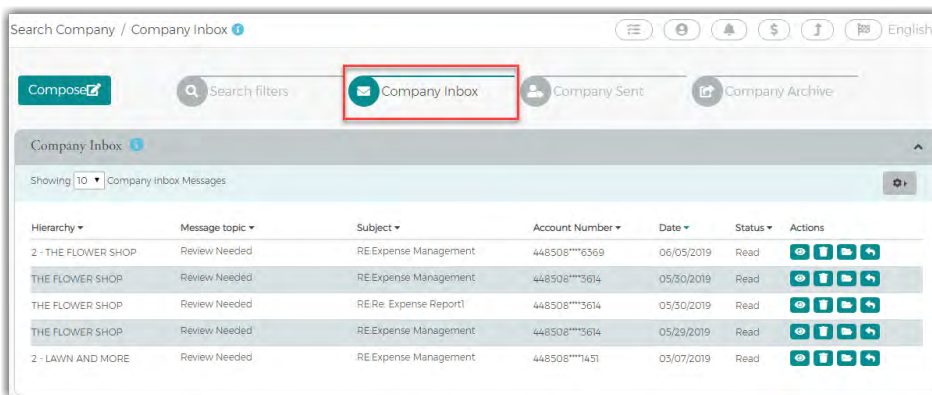 Search Company / Company Inbox
English
Compose
Search filters
Company Inbox
Company Sent
Company Archive
Company Inbox
Showing 10 Company Inbox Messages
Hierarchy Message topic Subject Account Number Date Status Actions
2 - THE FLOWER SHOP Review Needed RE:Expense Management 448508****6369 06/05/2019 Read
THE FLOWER SHOP Review Needed RE:Expense Management 448508****3614 05/30/2019 Read
THE FLOWER SHOP Review Needed RE:Re: Expense Report1 448508****3614 05/30/2019 Read
THE FLOWER SHOP Review Needed RE:Expense Management 448508****3614 05/29/2019 Read
2 - LAWN AND MORE Review Needed RE:Expense Management 448508****1451 03/07/2019 Read